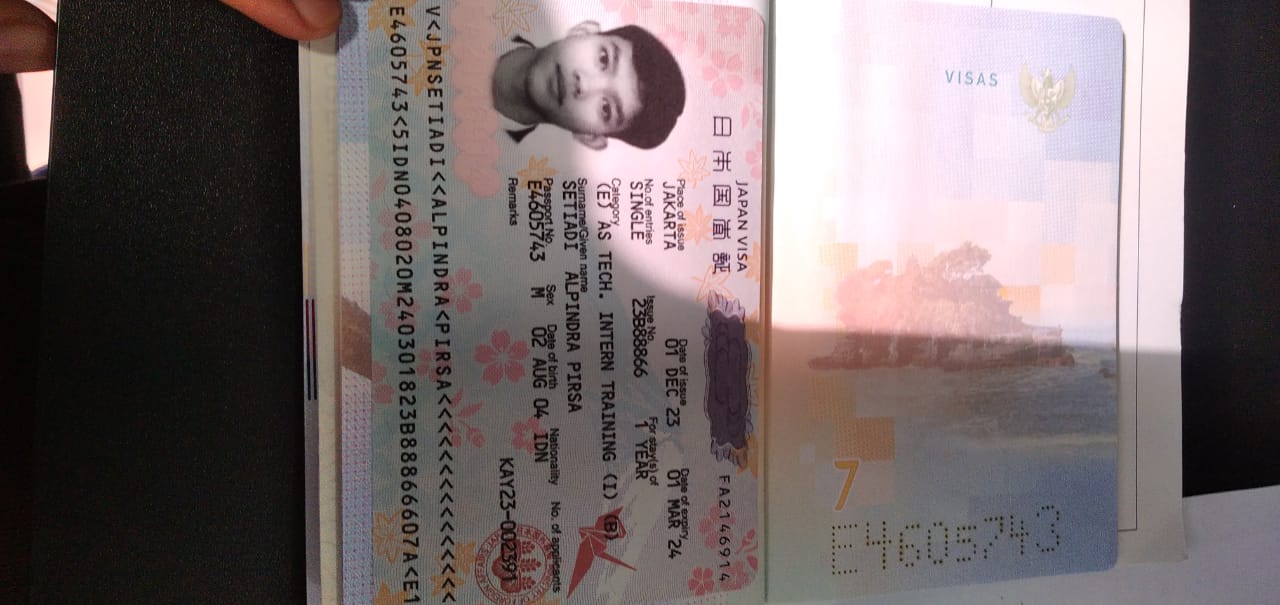 VISAS
7
E4605743
日本国査証
JAPAN VISA
FA2146914
Place of issue Date of issue Date of expiry
JAKARTA 01 DEC 23 01 MAR 24
No.of entries Issue No. For stay(s) of
SINGLE 23B88866 1 YEAR
Category
(E) AS TECH. INTERN TRAINING (I) (B)
Surname/Given name
SETIADI ALPINDRA PIRSA
Passport No. Sex Date of birth Nationality No. of applicants
E4605743 M 02 AUG 04 IDN
Remarks
KAY23-002391
V<JPNSETIADI<<ALPINDRA<PIRSA<<<<<<<<<<<<<<<<
E4605743<5IDN0408020M240301823B8886607A<E1